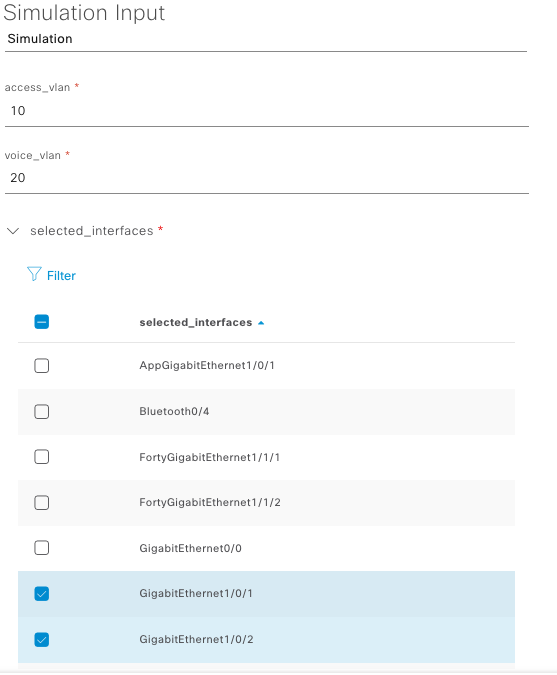 Simulation Input
Simulation
access_vlan *
10
voice_vlan *
20
selected_interfaces *
Filter
selected_interfaces
AppGigabitEthernet1/0/1
Bluetooth0/4
FortyGigabitEthernet1/1/1
FortyGigabitEthernet1/1/2
GigabitEthernet0/0
GigabitEthernet1/0/1
GigabitEthernet1/0/2